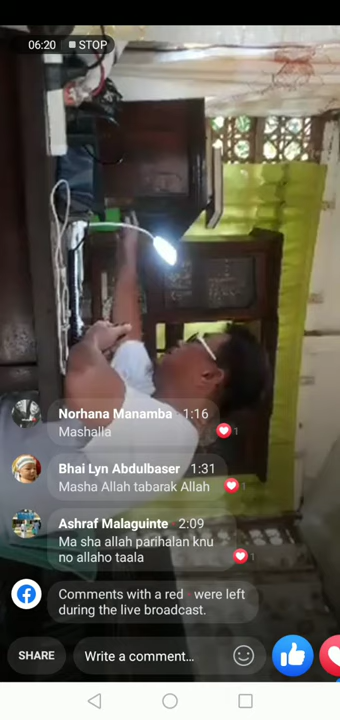 06:20 STOP
Norhana Manamba · 1:16
Mashalla
1
Bhai Lyn Abdulbaser · 1:31
Masha Allah tabarak Allah
1
Ashraf Malaguinte · 2:09
Ma sha allah parihalan knu
no allaho taala
1
Comments with a red · were left
during the live broadcast.
SHARE
Write a comment...